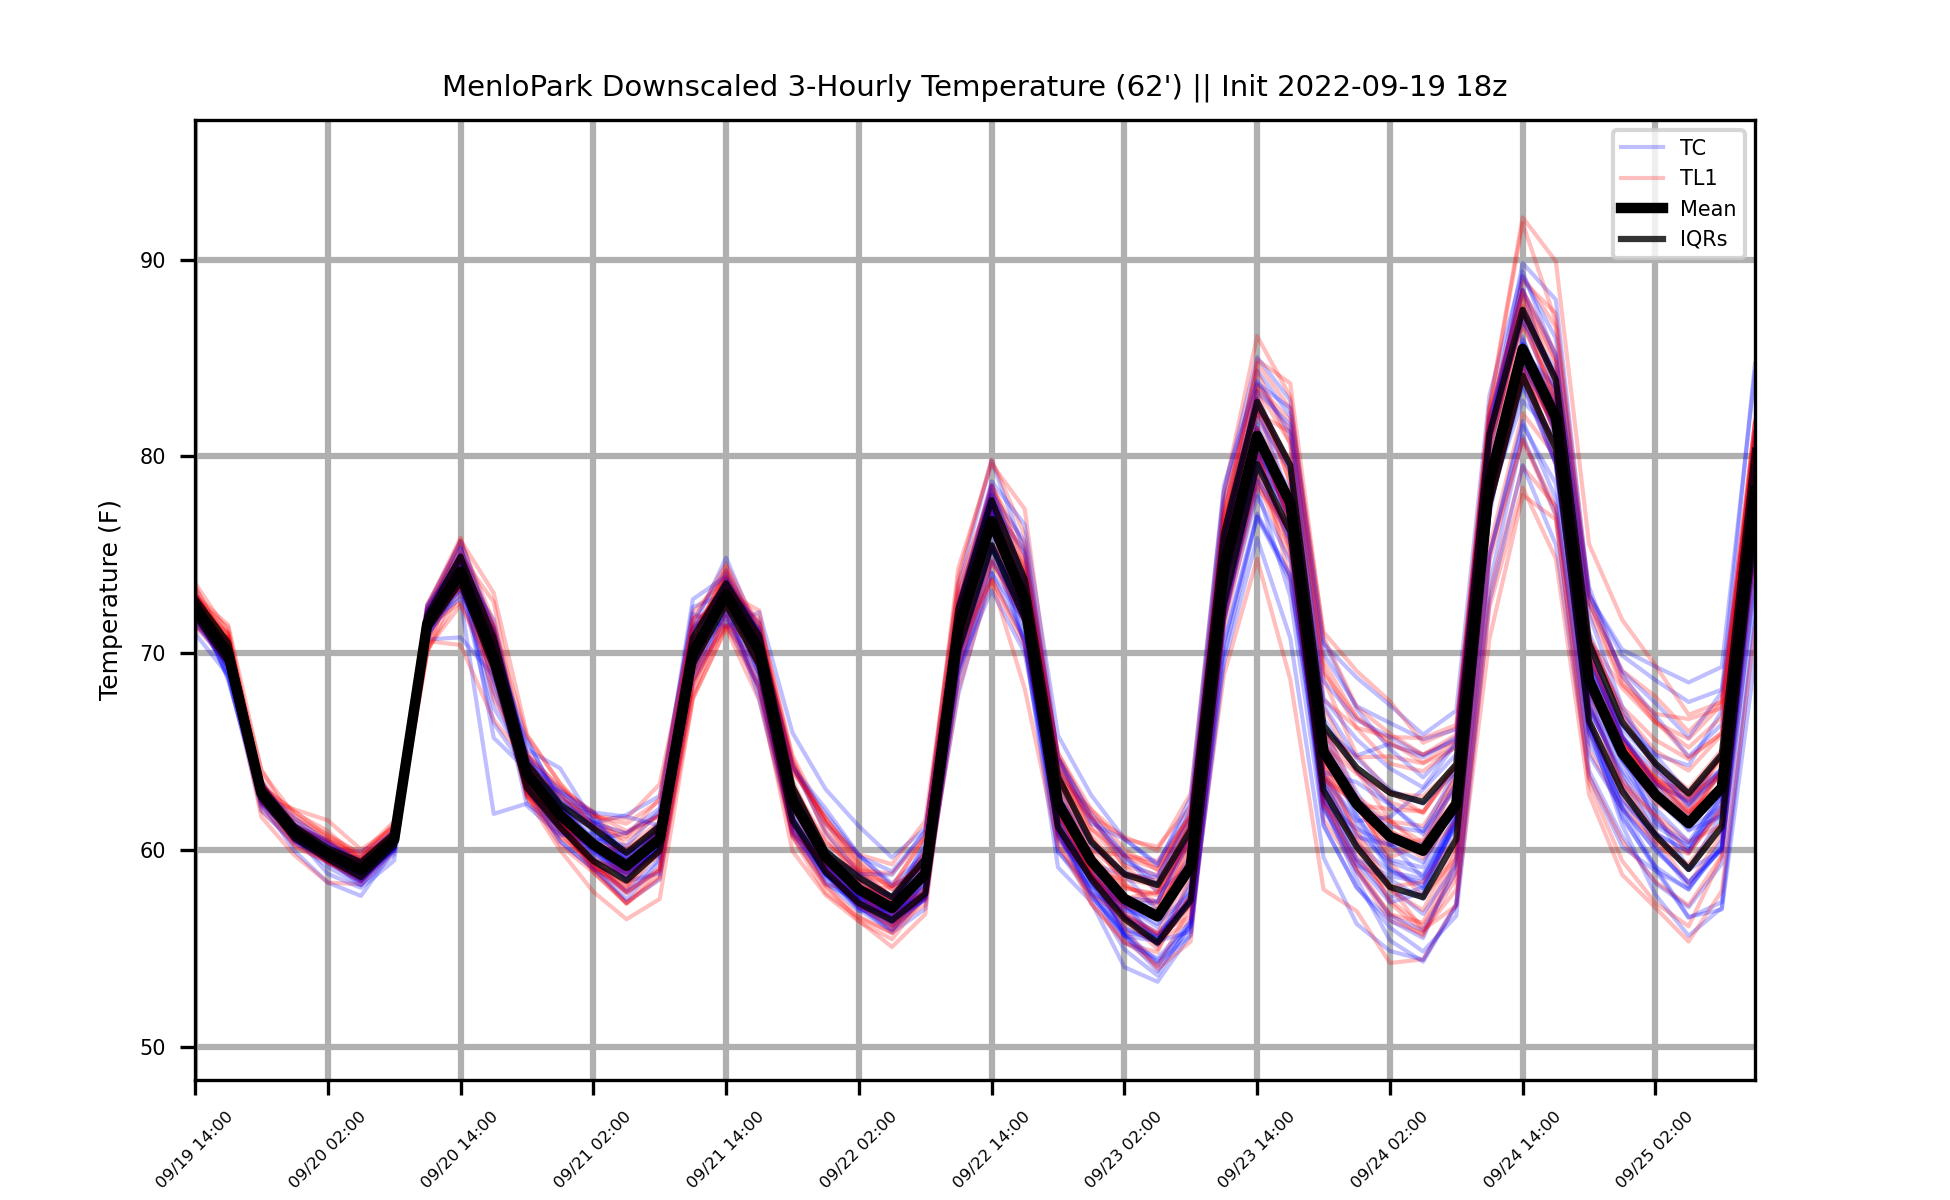 MenloPark Downscaled 3-Hourly Temperature (62') || Init 2022-09-19 18z
TC
TL1
Mean
IQRs
Temperature (F)
90
80
70
60
50
09/19 14:00
09/20 02:00
09/20 14:00
09/21 02:00
09/21 14:00
09/22 02:00
09/22 14:00
09/23 02:00
09/23 14:00
09/24 02:00
09/24 14:00
09/25 02:00